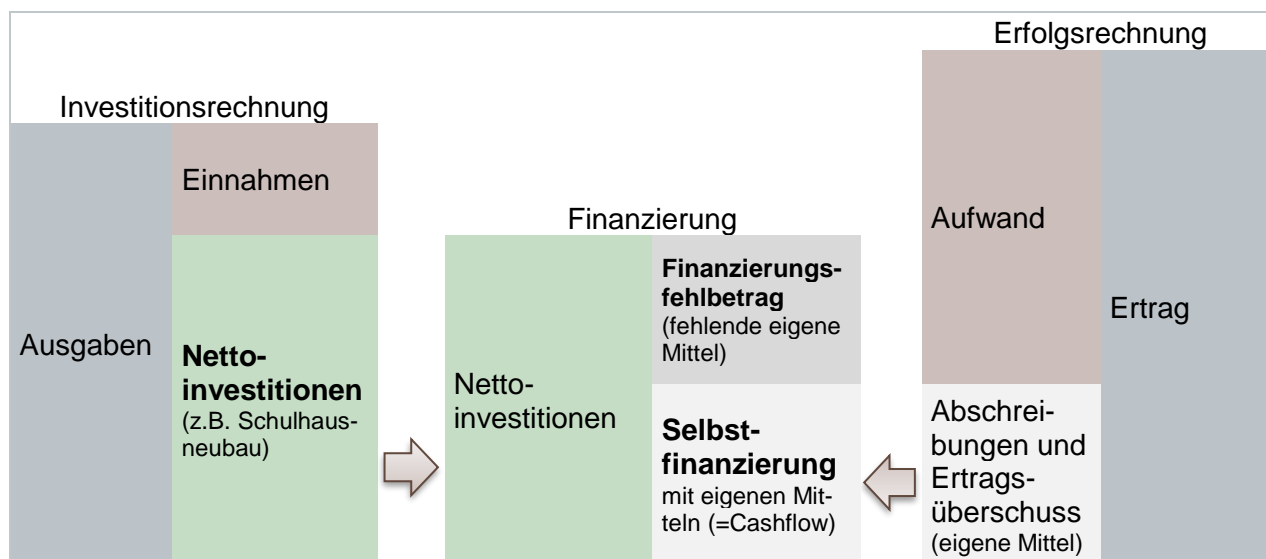 Erfolgsrechnung
Investitionsrechnung
Einnahmen
Ausgaben
Netto-
investitionen
(z.B. Schulhaus-
neubau)
Finanzierung
Netto-
investitionen
Finanzierungs-
fehlbetrag
(fehlende eigene
Mittel)
Selbst-
finanzierung
mit eigenen Mit-
teln (=Cashflow)
Aufwand
Ertrag
Abschrei-
bungen und
Ertrags-
überschuss
(eigene Mittel)